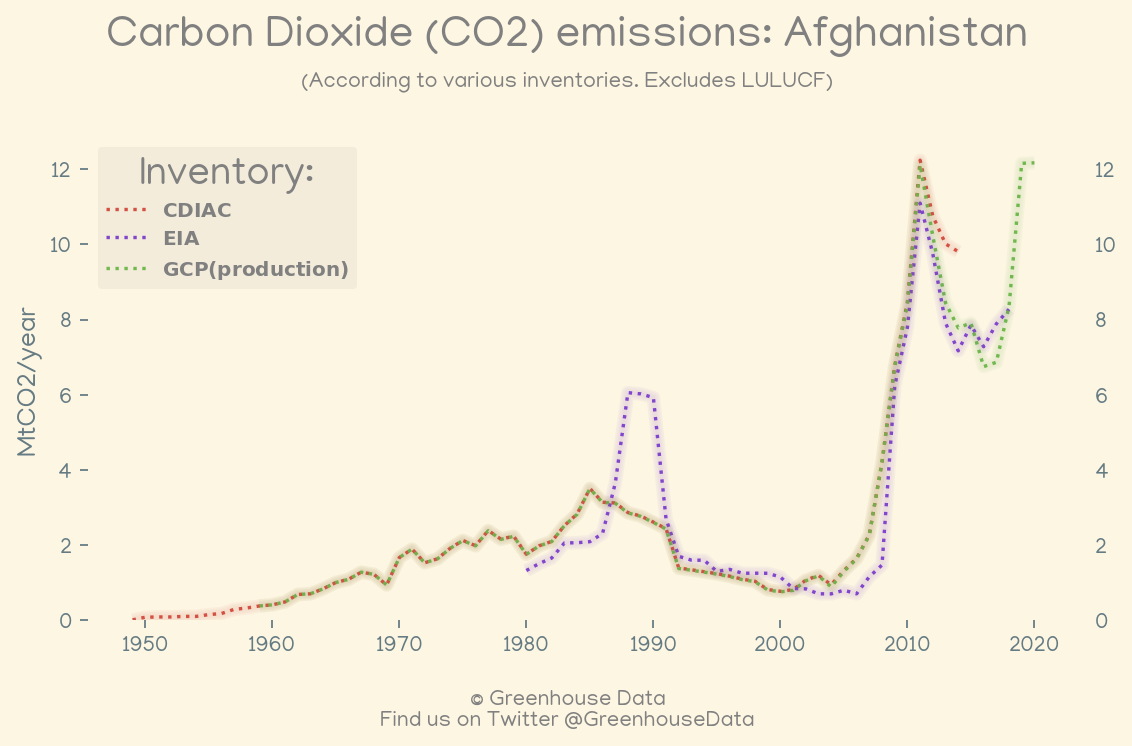 Carbon Dioxide (CO2) emissions: Afghanistan
(According to various inventories. Excludes LULUCF)
Inventory:
CDIAC
EIA
GCP(production)
MtCO2/year
12
10
8
6
4
2
0
12
10
8
6
4
2
0
1950 1960 1970 1980 1990 2000 2010 2020
© Greenhouse Data
Find us on Twitter @GreenhouseData